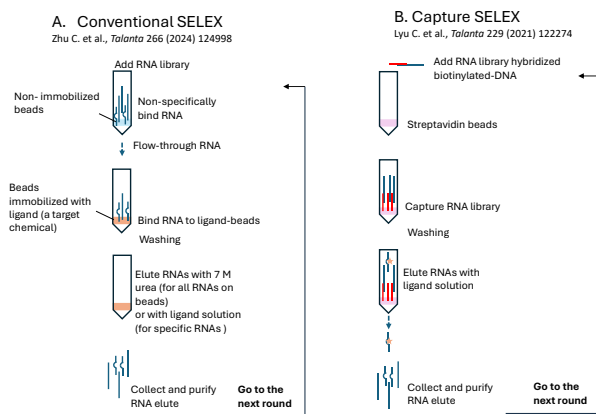 A. Conventional SELEX
Zhu C. et al., Talanta 266 (2024) 124998
Add RNA library
Non- immobilized
beads
Non-specifically
bind RNA
Flow-through RNA
Beads
immobilized with
ligand (a target
chemical)
Bind RNA to ligand-beads
Washing
Elute RNAs with 7 M
urea (for all RNAs on
beads)
or with ligand solution
(for specific RNAs )
Collect and purify
RNA elute
Go to the
next round
B. Capture SELEX
Lyu C. et al., Talanta 229 (2021) 122274
Add RNA library hybridized
biotinylated-DNA
Streptavidin beads
Capture RNA library
Washing
Elute RNAs with
ligand solution
Collect and purify
RNA elute
Go to the
next round